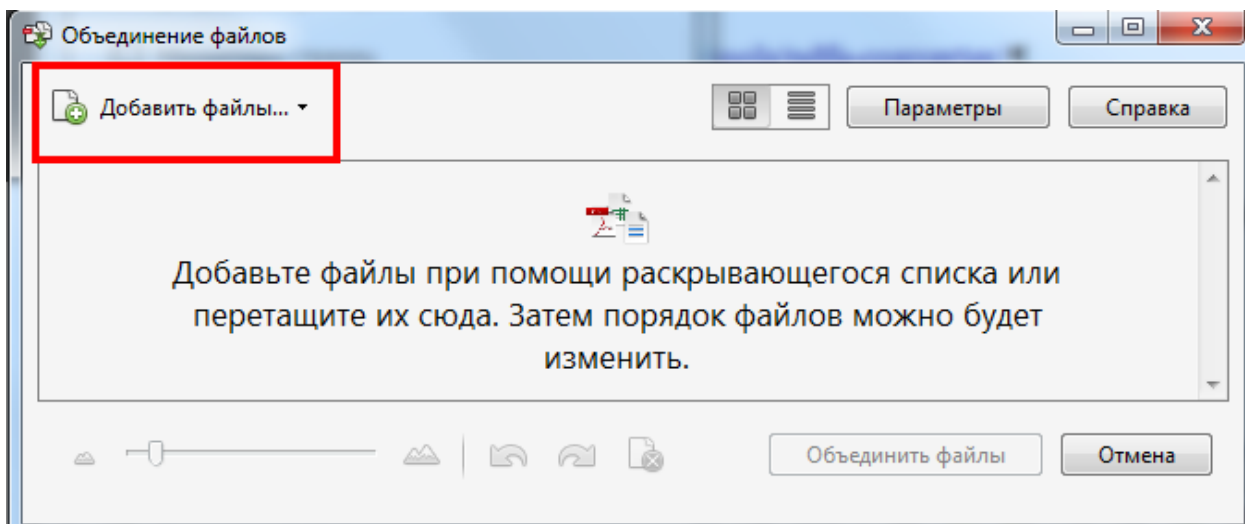 Объединение файлов
Добавить файлы...
Параметры
Справка
Добавьте файлы при помощи раскрывающегося списка или
перетащите их сюда. Затем порядок файлов можно будет
изменить.
Объединить файлы
Отмена